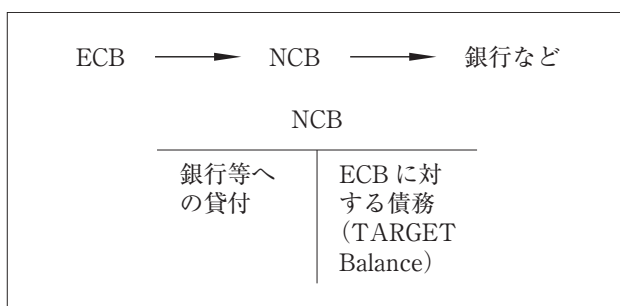 ECB → NCB → 銀行など
NCB
銀行等へ
の貸付
ECB に対
する債務
(TARGET
Balance)